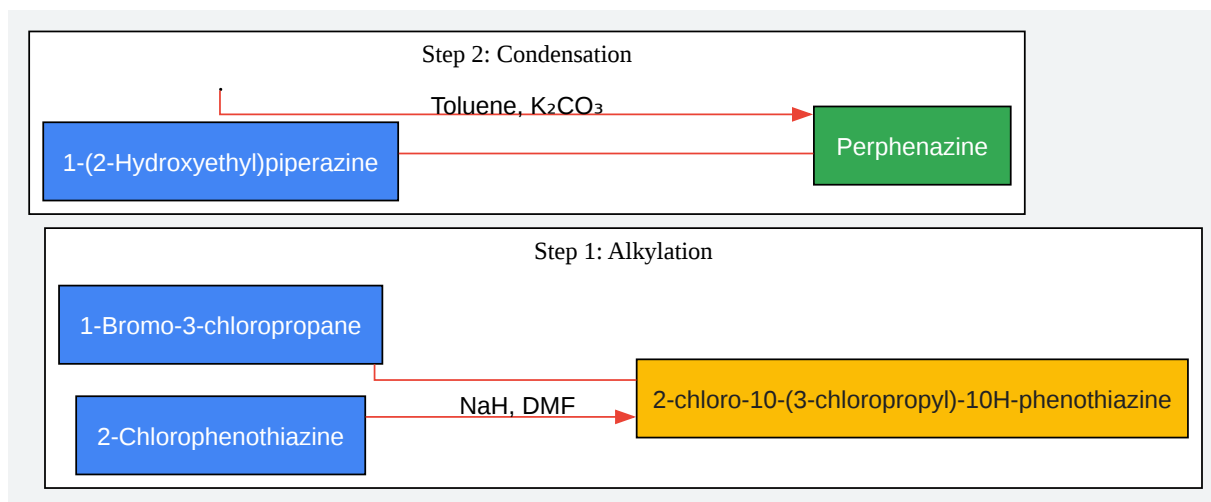 Step 2: Condensation
Toluene, K₂CO₃
1-(2-Hydroxyethyl)piperazine
Perphenazine
Step 1: Alkylation
1-Bromo-3-chloropropane
NaH, DMF
2-chloro-10-(3-chloropropyl)-10H-phenothiazine
2-Chlorophenothiazine